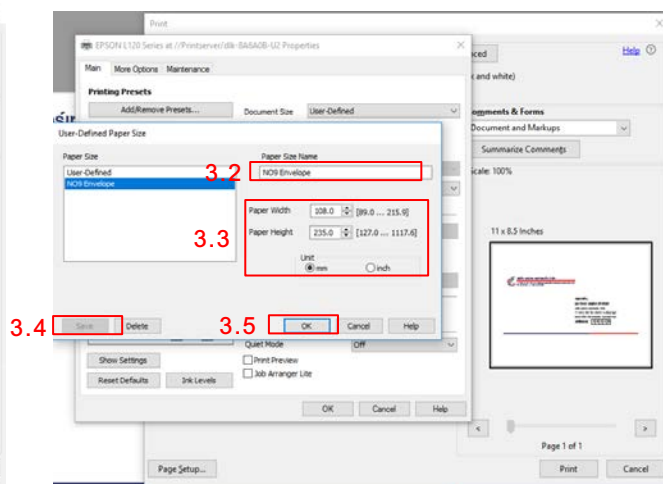 Print
EPSON L120 Series at //Printserver/dlk-8A6A0B-U2 Properties
Main More Options Maintenance
Printing Presets
Add/Remove Presets...
Document Size User-Defined
User-Defined Paper Size
Paper Size
User-Defined
NO9 Envelope
Paper Size Name
3.2 NO9 Envelope
3.3
Paper Width 108.0 [89.0 ... 215.9]
Paper Height 235.0 [127.0 ... 1117.6]
Unit
mm inch
3.4 Save Delete
3.5 OK Cancel Help
Quiet Mode Off
Show Settings
Print Preview
Reset Defaults Ink Levels
Job Arranger Lite
OK Cancel Help
Help
and white)
Document and Markups
Summarize Comments
Scale: 100%
11 x 8.5 Inches
< >
Page 1 of 1
Page Setup...
Print Cancel